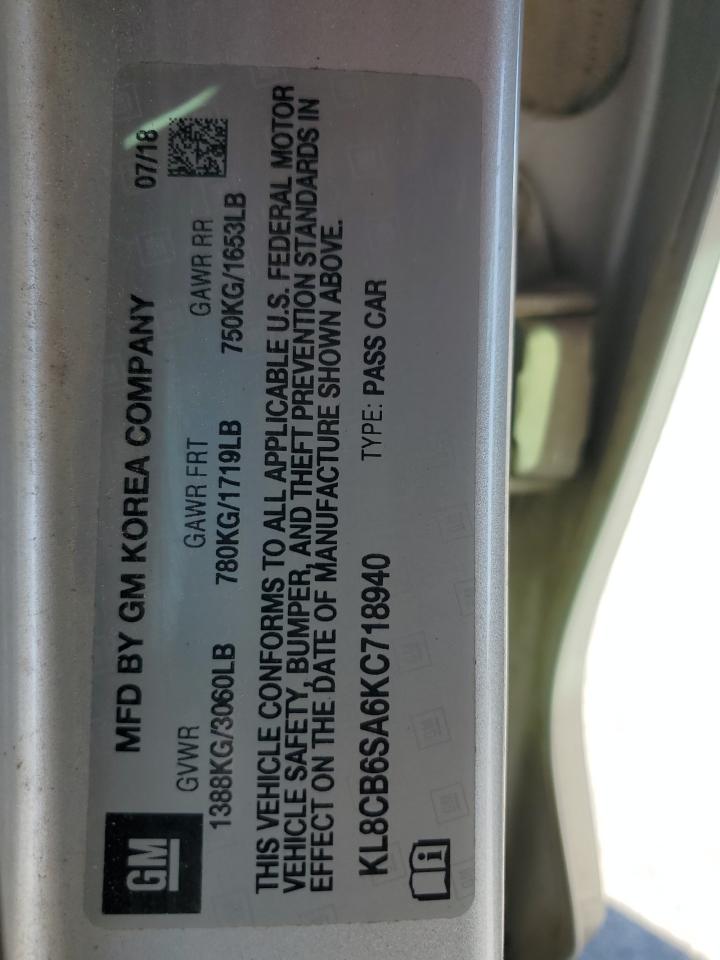 GM
MFD BY GM KOREA COMPANY 07/18
GVWR GAWR FRT GAWR RR
1388KG/3060LB 780KG/1719LB 750KG/1653LB
THIS VEHICLE CONFORMS TO ALL APPLICABLE U.S. FEDERAL MOTOR
VEHICLE SAFETY, BUMPER, AND THEFT PREVENTION STANDARDS IN
EFFECT ON THE DATE OF MANUFACTURE SHOWN ABOVE.
KL8CB6SA6KC718940 TYPE: PASS CAR